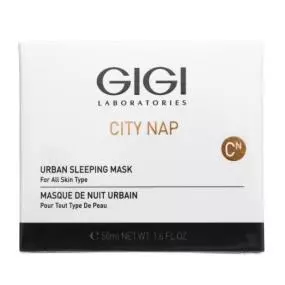 GIGI
LABORATORIES
CITY NAP
CN
URBAN SLEEPING MASK
For All Skin Type
MASQUE DE NUIT URBAIN
Pour Tout Type De Peau
50ml NET WT. 1.6 FL.OZ